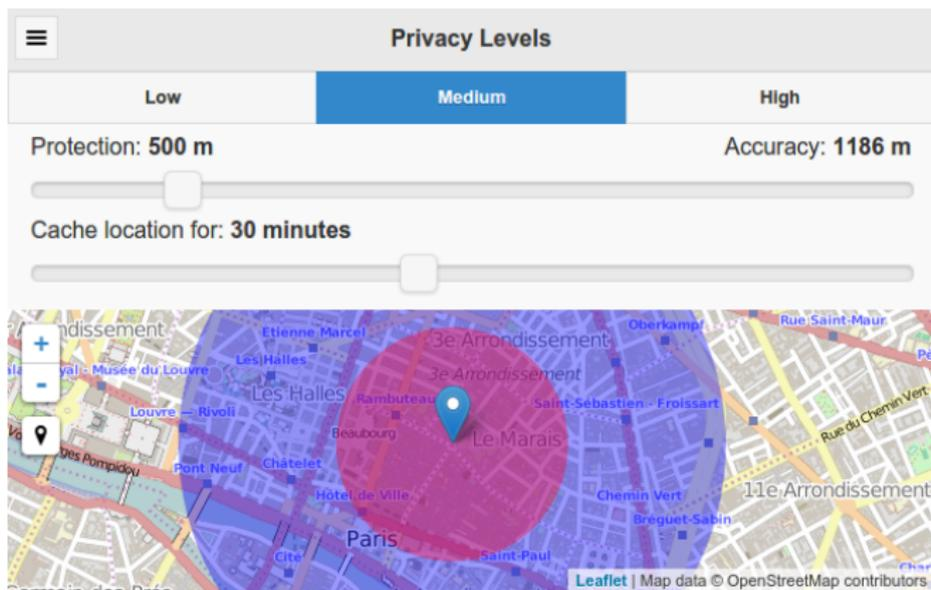 Privacy Levels
Low Medium High
Protection: 500 m Accuracy: 1186 m
Cache location for: 30 minutes
+
-
ndissement
Etienne Marcel
3e Arrondissement
Oberkampf
Rue Saint-Maur
Les Halles
yal - Musée du Louvre
3e Arrondissement
Les Halles
Rambuteau
Saint-Sébastien - Froissart
Louvre — Rivoli
Beaubourg
Le Marais
Rue du Chemin Vert
ges Pompidou
Pont Neuf
Châtelet
Hôtel de Ville
Chemin Vert
11e Arrondissement
Bréguet-Sabin
Paris
Cité
Saint-Paul
Leaflet | Map data © OpenStreetMap contributors